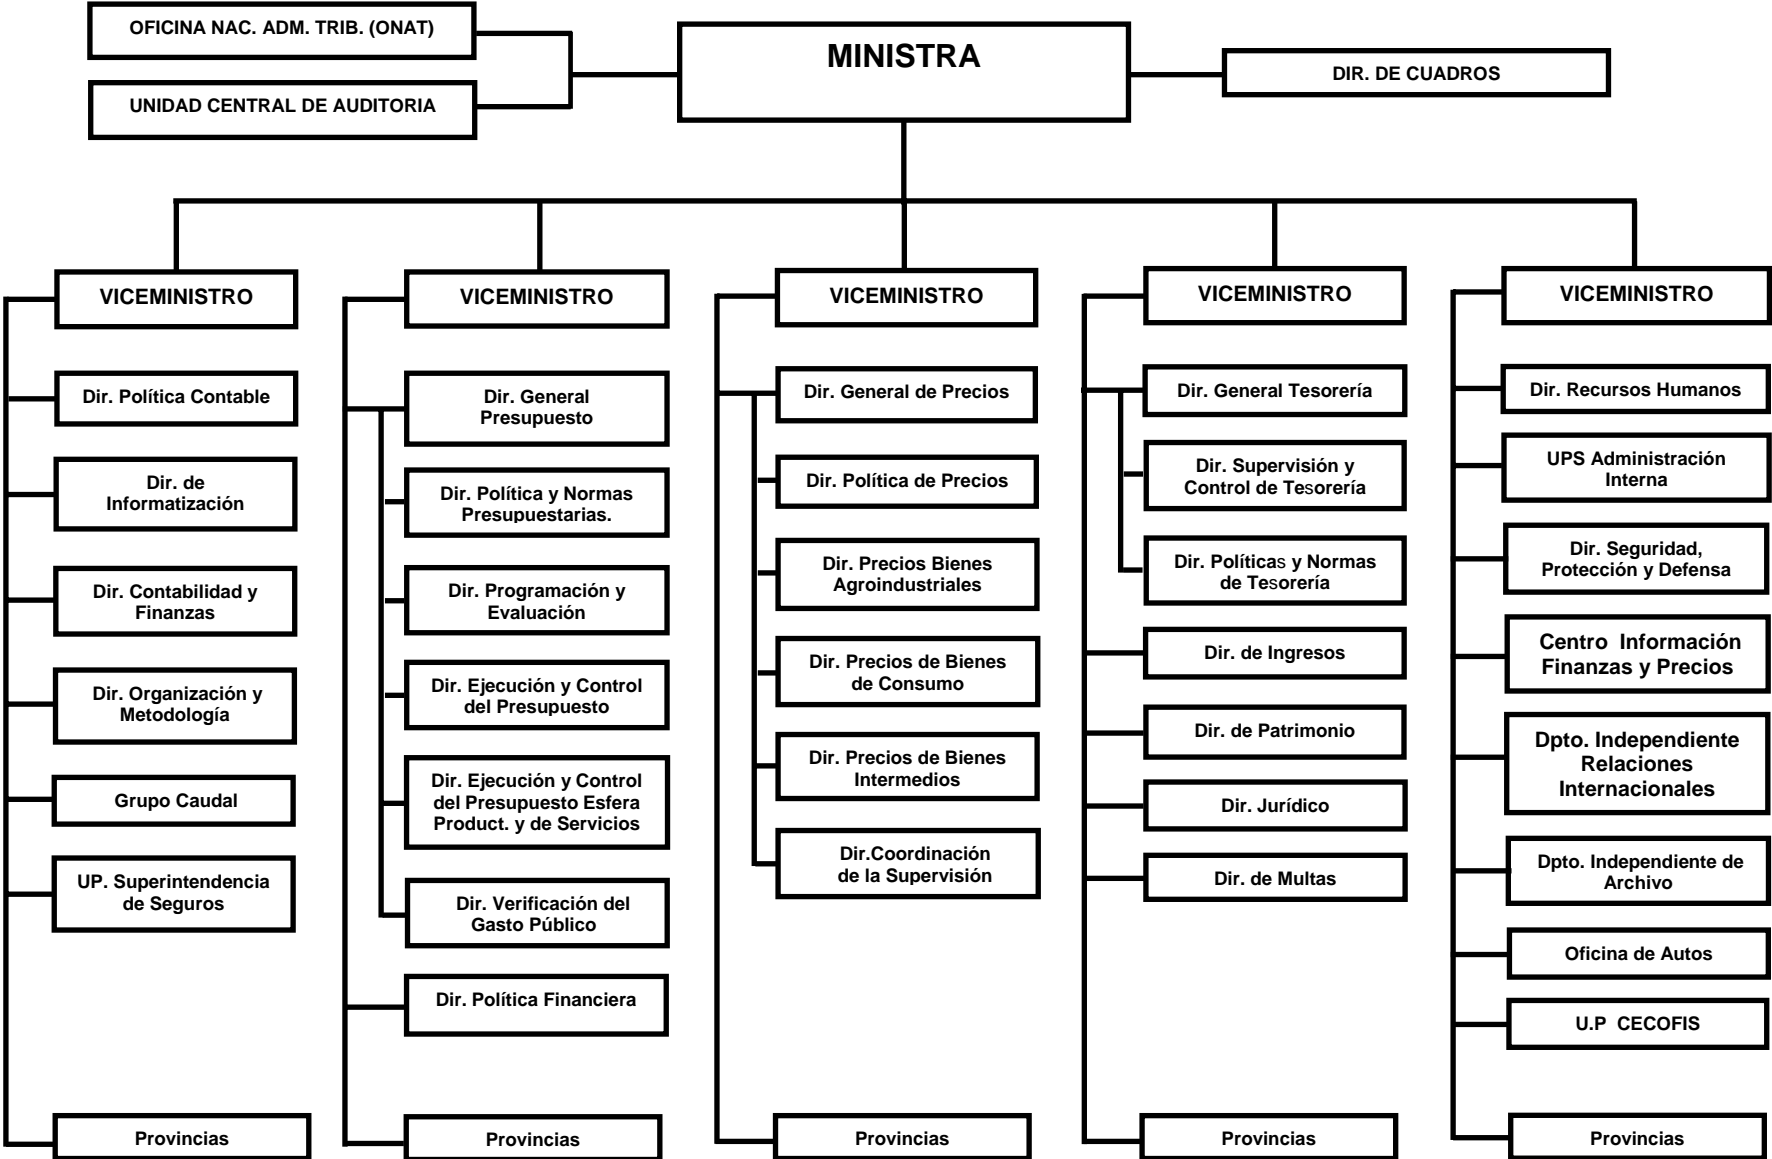 OFICINA NAC. ADM. TRIB. (ONAT)
UNIDAD CENTRAL DE AUDITORIA
MINISTRA
DIR. DE CUADROS
VICEMINISTRO
Dir. Política Contable
Dir. de
Informatización
Dir. Contabilidad y
Finanzas
Dir. Organización y
Metodología
Grupo Caudal
UP. Superintendencia
de Seguros
Provincias
VICEMINISTRO
Dir. General
Presupuesto
Dir. Política y Normas
Presupuestarias.
Dir. Programación y
Evaluación
Dir. Ejecución y Control
del Presupuesto
Dir. Ejecución y Control
del Presupuesto Esfera
Product. y de Servicios
Dir. Verificación del
Gasto Público
Dir. Política Financiera
Provincias
VICEMINISTRO
Dir. General de Precios
Dir. Política de Precios
Dir. Precios Bienes
Agroindustriales
Dir. Precios de Bienes
de Consumo
Dir. Precios de Bienes
Intermedios
Dir.Coordinación
de la Supervisión
Provincias
VICEMINISTRO
Dir. General Tesorería
Dir. Supervisión y
Control de Tesorería
Dir. Políticas y Normas
de Tesorería
Dir. de Ingresos
Dir. de Patrimonio
Dir. Jurídico
Dir. de Multas
Provincias
VICEMINISTRO
Dir. Recursos Humanos
UPS Administración
Interna
Dir. Seguridad,
Protección y Defensa
Centro Información
Finanzas y Precios
Dpto. Independiente
Relaciones
Internacionales
Dpto. Independiente de
Archivo
Oficina de Autos
U.P CECOFIS
Provincias